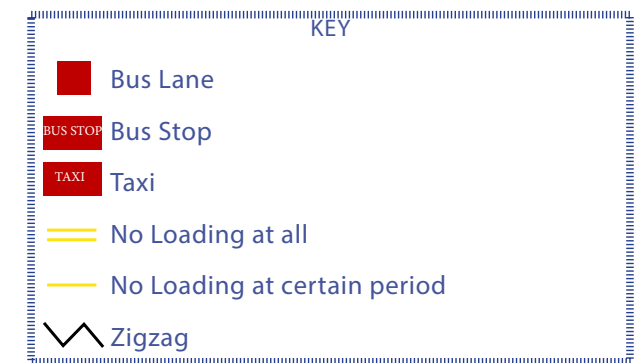 KEY
Bus Lane
BUS STOP Bus Stop
TAXI Taxi
No Loading at all
No Loading at certain period
Zigzag